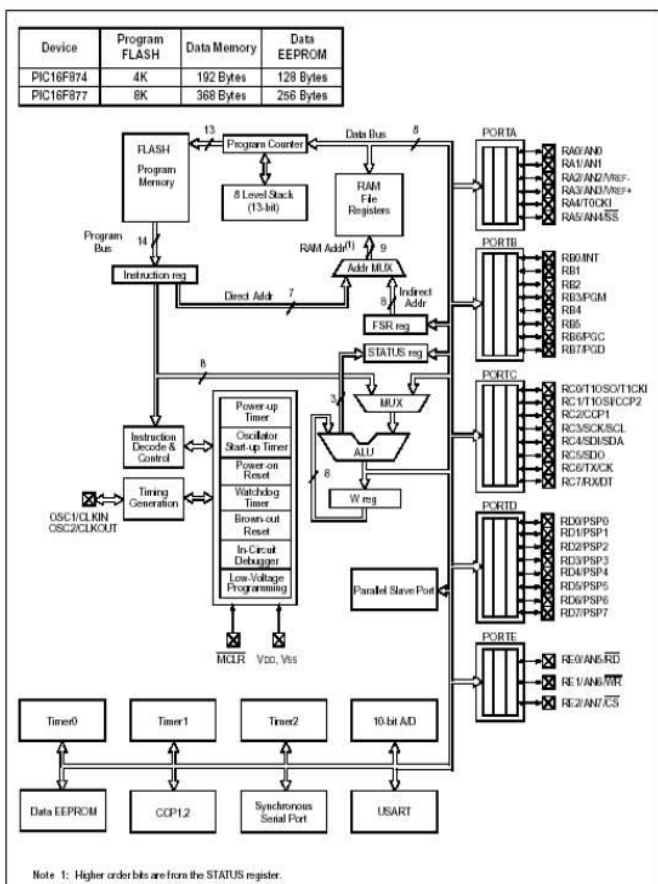 Device Program FLASH Data Memory Data EEPROM
PIC16F874 4K 192 Bytes 128 Bytes
PIC16F877 8K 368 Bytes 256 Bytes
FLASH
Program
Memory
13
Program Counter
8 Level Stack
(13-bit)
Data Bus
8
RAM
File
Registers
Program
Bus
14
Instruction reg
RAM Addr(1)
9
Addr MUX
Direct Addr
7
8
Indirect
Addr
FSR reg
STATUS reg
8
3
MUX
ALU
8
W reg
Instruction
Decode &
Control
Timing
Generation
OSC1/CLKIN
OSC2/CLKOUT
Power-up
Timer
Oscillator
Start-up Timer
Power-on
Reset
Watchdog
Timer
Brown-out
Reset
In-Circuit
Debugger
Low-Voltage
Programming
MCLR
VDD, VSS
Parallel Slave Port
PORTA
RA0/AN0
RA1/AN1
RA2/AN2/VREF-
RA3/AN3/VREF+
RA4/T0CKI
RA5/AN4/SS
PORTB
RB0/INT
RB1
RB2
RB3/PGM
RB4
RB5
RB6/PGC
RB7/PGD
PORTC
RC0/T1OSO/T1CKI
RC1/T1OSI/CCP2
RC2/CCP1
RC3/SCK/SCL
RC4/SDI/SDA
RC5/SDO
RC6/TX/CK
RC7/RX/DT
PORTD
RD0/PSP0
RD1/PSP1
RD2/PSP2
RD3/PSP3
RD4/PSP4
RD5/PSP5
RD6/PSP6
RD7/PSP7
PORTE
RE0/AN5/RD
RE1/AN6/WR
RE2/AN7/CS
Timer0
Timer1
Timer2
10-bit A/D
Data EEPROM
CCP1,2
Synchronous
Serial Port
USART
Note 1: Higher order bits are from the STATUS register.